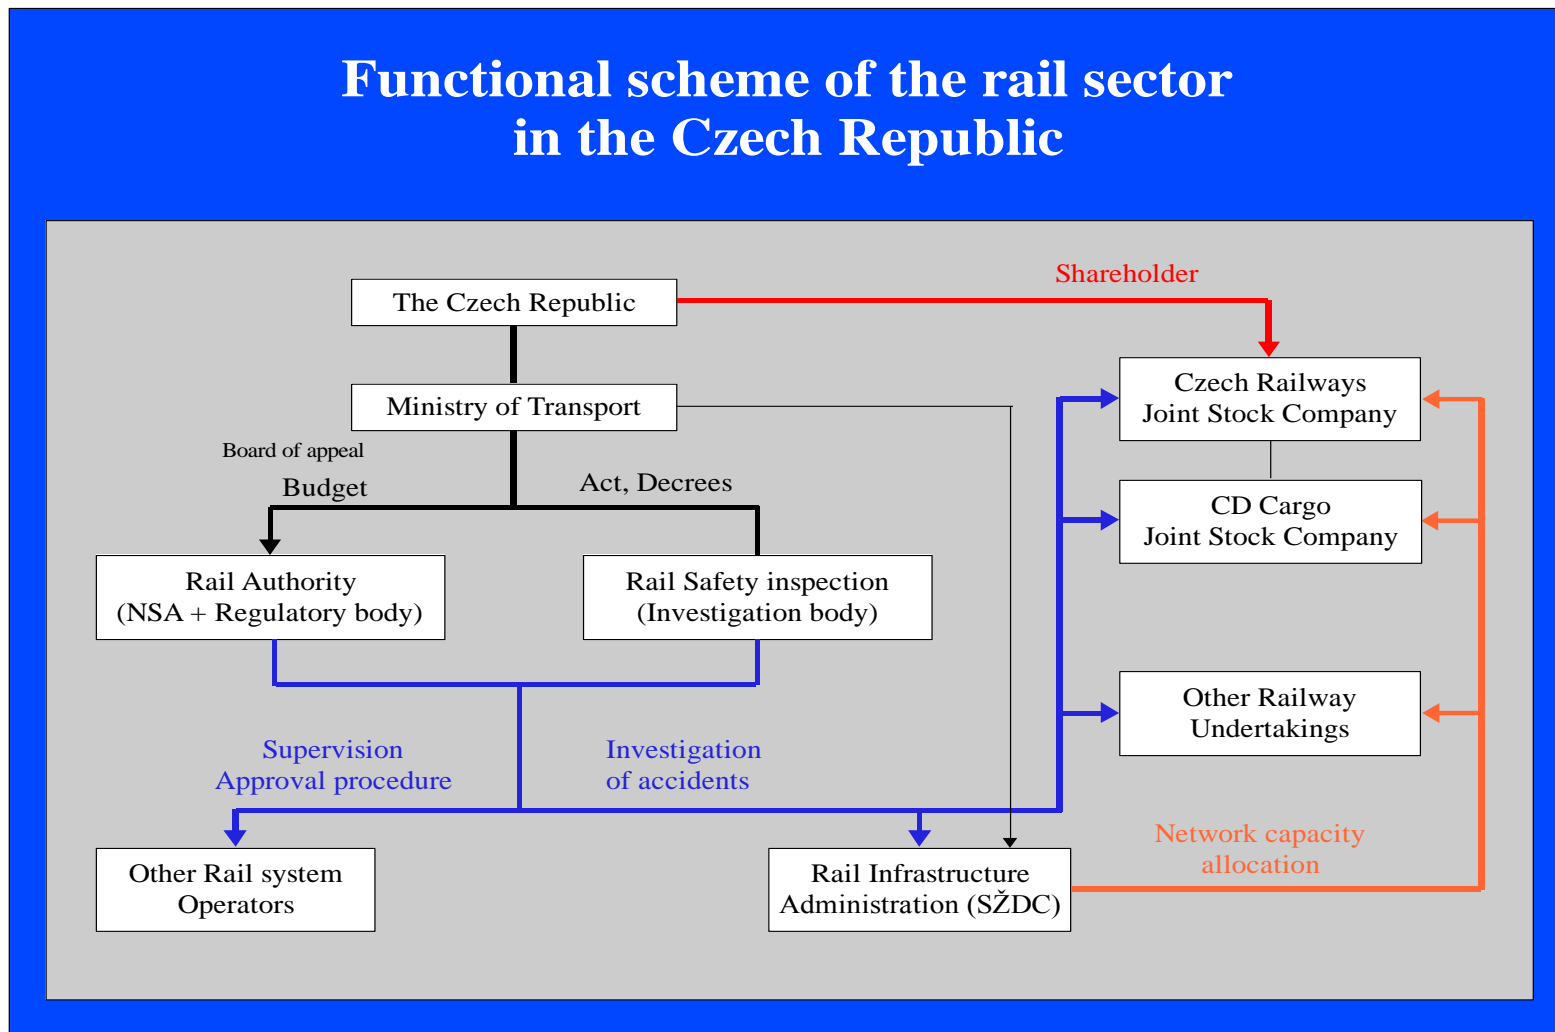 Functional scheme of the rail sector
in the Czech Republic
Shareholder
The Czech Republic
Ministry of Transport
Czech Railways
Joint Stock Company
Board of appeal
Budget
Act, Decrees
CD Cargo
Joint Stock Company
Rail Authority
(NSA + Regulatory body)
Rail Safety inspection
(Investigation body)
Other Railway
Undertakings
Supervision
Approval procedure
Investigation
of accidents
Network capacity
allocation
Other Rail system
Operators
Rail Infrastructure
Administration (SŽDC)